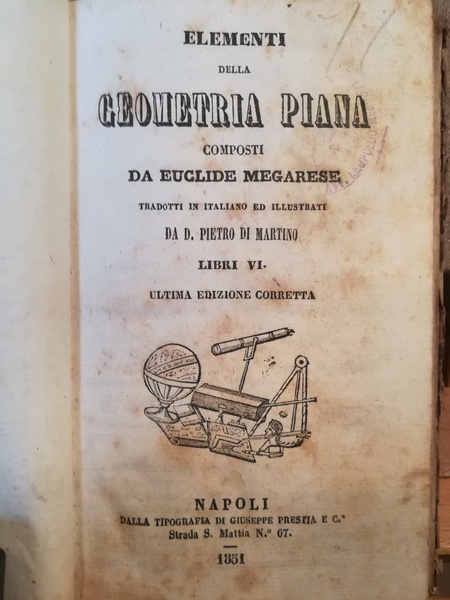 ELEMENTI
DELLA
GEOMETRIA PIANA
COMPOSTI
DA EUCLIDE MEGARESE
TRADOTTI IN ITALIANO ED ILLUSTRATI
DA D. PIETRO DI MARTINO
LIBRI VI.
ULTIMA EDIZIONE CORRETTA
NAPOLI
DALLA TIPOGRAFIA DI GIUSEPPE PRESTIA E C.ª
Strada S. Mattia N.º 67.
1851